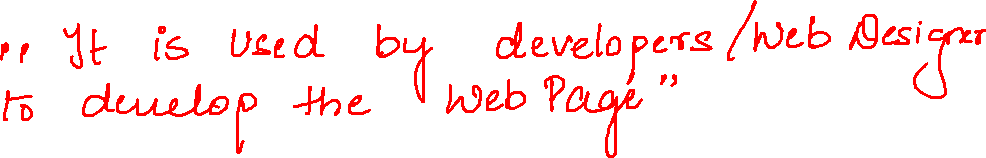 " It is used by developers/Web Designer
to develop the Web Page"